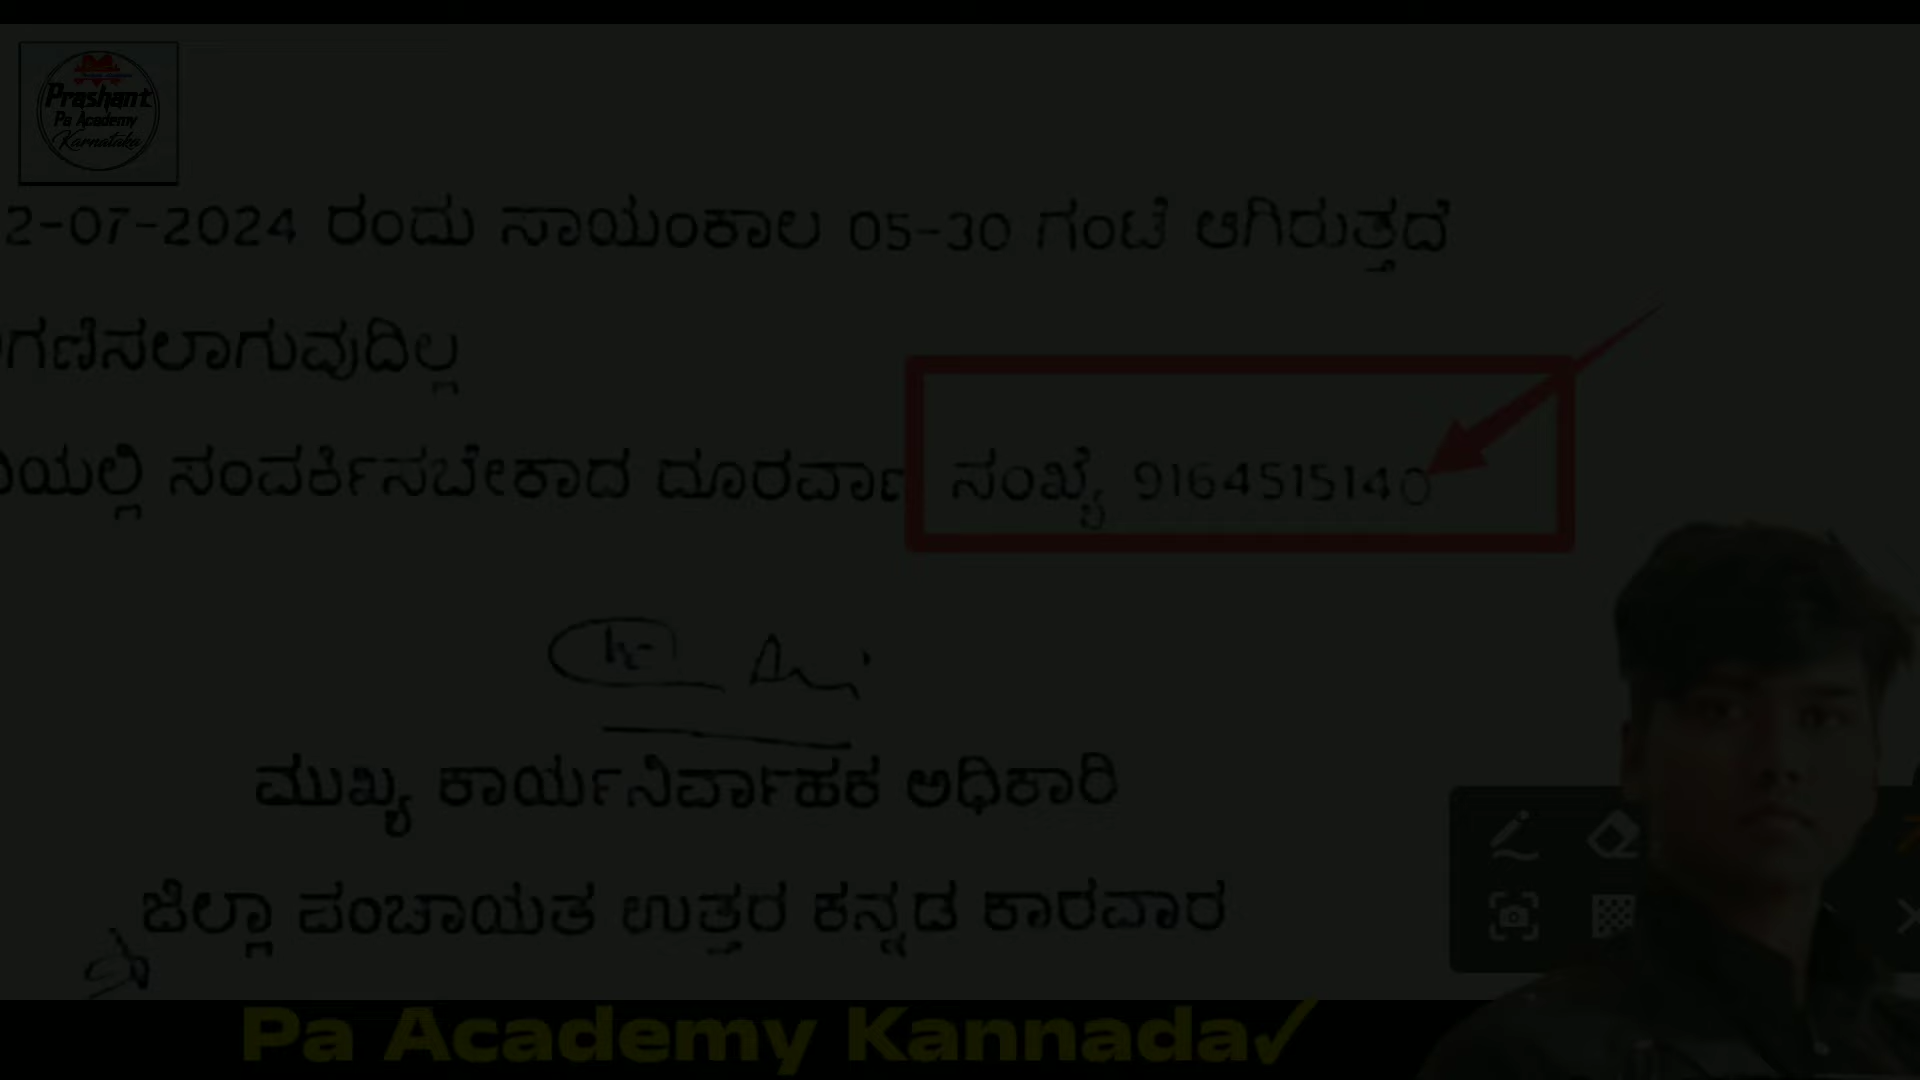 Prashant
Pa Academy
Karnataka
2-07-2024 ರಂದು ಸಾಯಂಕಾಲ 05-30 ಗಂಟೆ ಆಗಿರುತ್ತದೆ
ಗಣಿಸಲಾಗುವುದಿಲ್ಲ
ಯಲ್ಲಿ ಸಂಪರ್ಕಿಸಬೇಕಾದ ದೂರವಾಣಿ ಸಂಖ್ಯೆ 9164515140
ಮುಖ್ಯ ಕಾರ್ಯನಿರ್ವಾಹಕ ಅಧಿಕಾರಿ
ಜಿಲ್ಲಾ ಪಂಚಾಯತ ಉತ್ತರ ಕನ್ನಡ ಕಾರವಾರ
Pa Academy Kannada✓